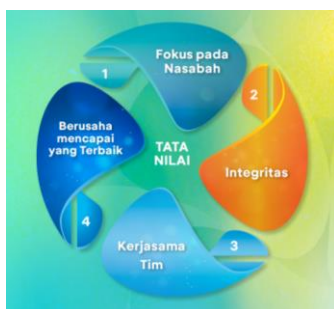 Fokus pada
Nasabah
1
2
Berusaha
mencapai
yang Terbaik
TATA
NILAI
Integritas
4
3
Kerjasama
Tim